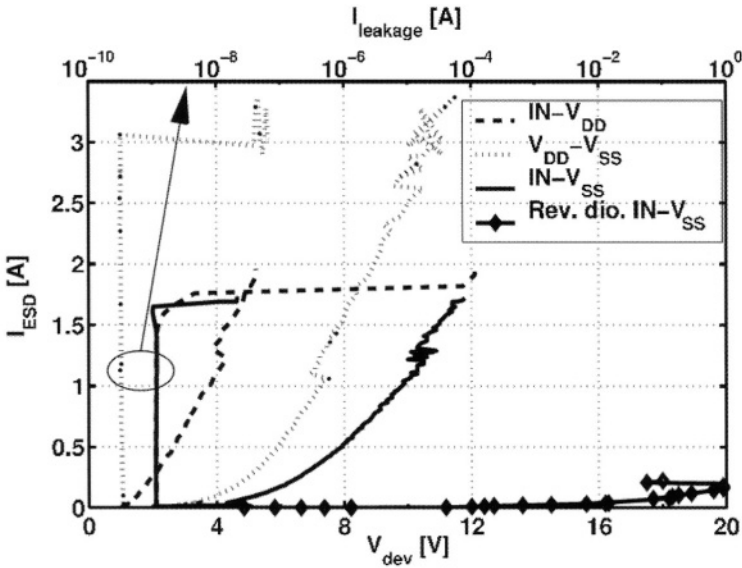 I_leakage [A]
10^-10 10^-8 10^-6 10^-4 10^-2 10^0
IN-V_DD
V_DD-V_SS
IN-V_SS
Rev. dio. IN-V_SS
3
2.5
2
1.5
1
0.5
0
I_ESD [A]
0 4 8 12 16 20
V_dev [V]